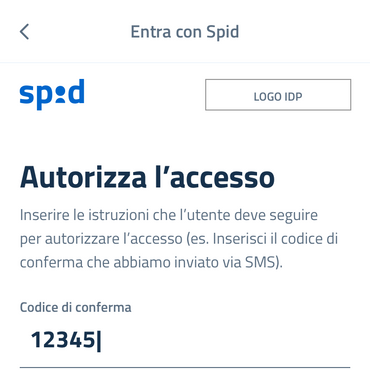 Entra con Spid
spid
LOGO IDP
Autorizza l’accesso
Inserire le istruzioni che l’utente deve seguire
per autorizzare l’accesso (es. Inserisci il codice di
conferma che abbiamo inviato via SMS).
Codice di conferma
12345